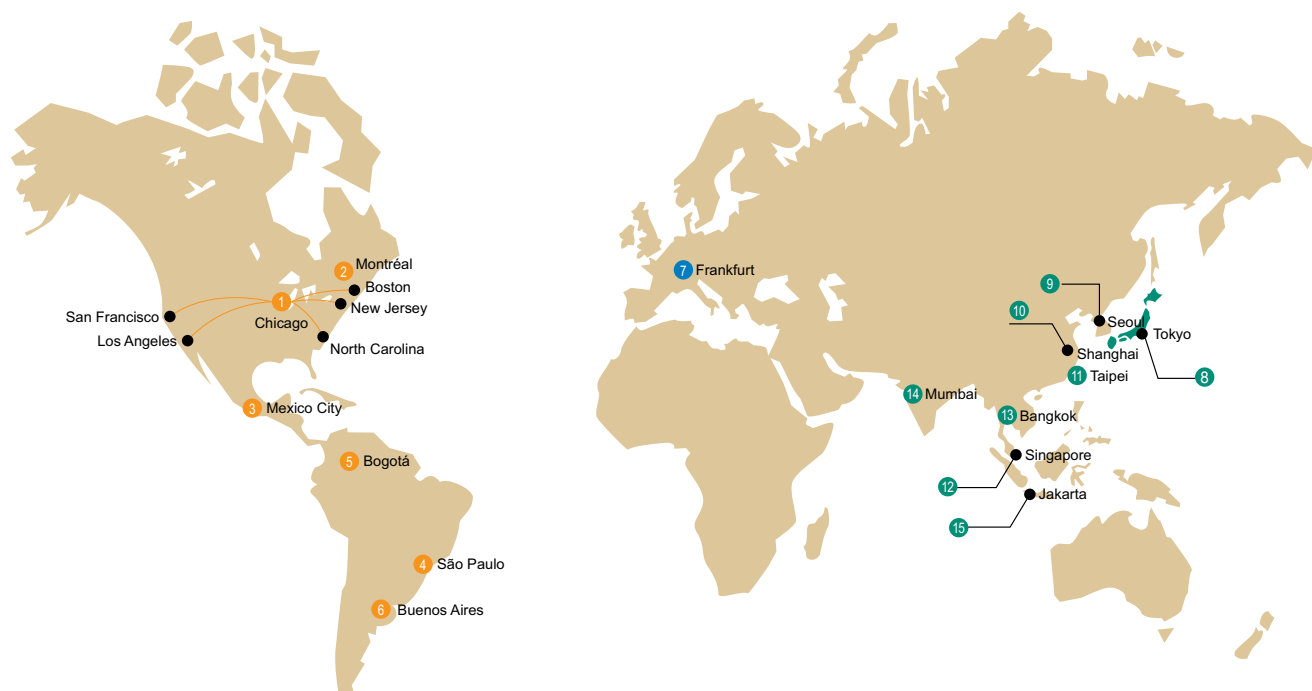 2 Montréal
Boston
1
New Jersey
San Francisco
Chicago
Los Angeles
North Carolina
3 Mexico City
5 Bogotá
4 São Paulo
6 Buenos Aires
7 Frankfurt
9
10
Seoul
Tokyo
Shanghai
11 Taipei
8
14 Mumbai
13 Bangkok
Singapore
12
Jakarta
15